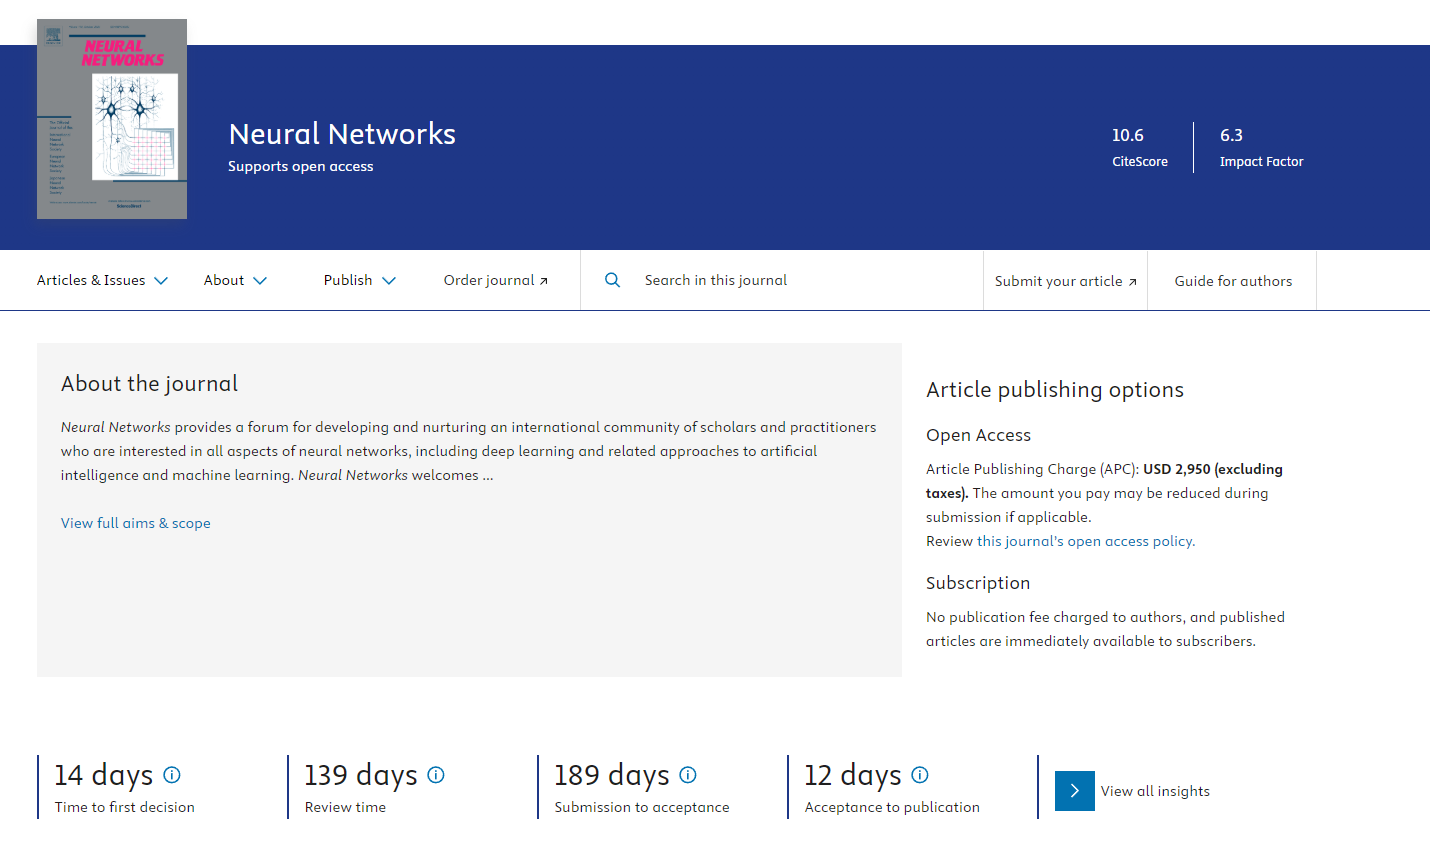 NEURAL
NETWORKS
Neural Networks
Supports open access
10.6
CiteScore
6.3
Impact Factor
Articles & Issues
About
Publish
Order journal
Search in this journal
Submit your article
Guide for authors
About the journal
Neural Networks provides a forum for developing and nurturing an international community of scholars and practitioners
who are interested in all aspects of neural networks, including deep learning and related approaches to artificial
intelligence and machine learning. Neural Networks welcomes ...
View full aims & scope
Article publishing options
Open Access
Article Publishing Charge (APC): USD 2,950 (excluding
taxes). The amount you pay may be reduced during
submission if applicable.
Review this journal's open access policy.
Subscription
No publication fee charged to authors, and published
articles are immediately available to subscribers.
14 days
Time to first decision
139 days
Review time
189 days
Submission to acceptance
12 days
Acceptance to publication
View all insights